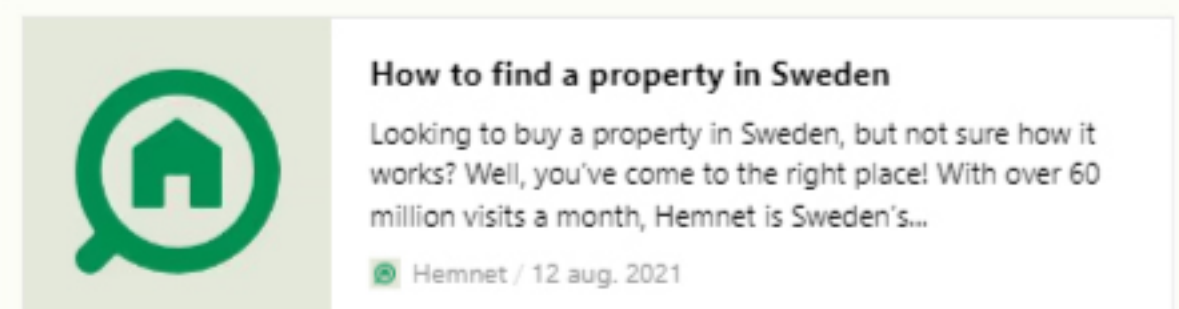 How to find a property in Sweden
Looking to buy a property in Sweden, but not sure how it
works? Well, you've come to the right place! With over 60
million visits a month, Hemnet is Sweden's...
Hemnet / 12 aug. 2021